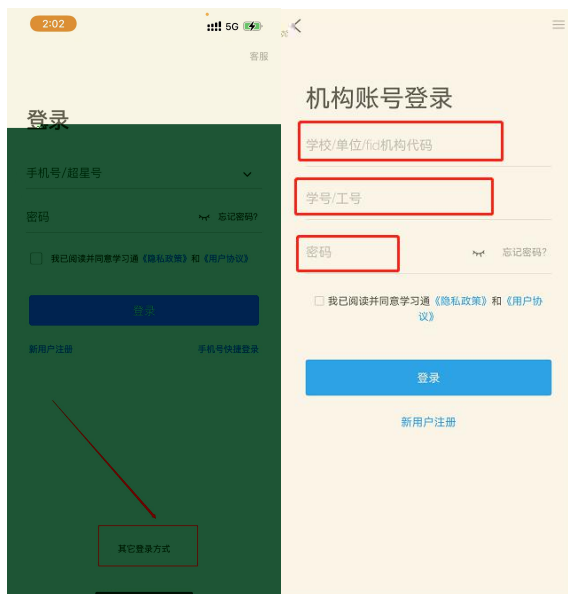 2:02
5G
客服
登录
手机号/超星号
密码
忘记密码?
我已阅读并同意学习通《隐私政策》和《用户协议》
登录
新用户注册
手机号快捷登录
其它登录方式
机构账号登录
学校/单位/fid机构代码
学号/工号
密码
忘记密码?
我已阅读并同意学习通《隐私政策》和《用户协
议》
登录
新用户注册